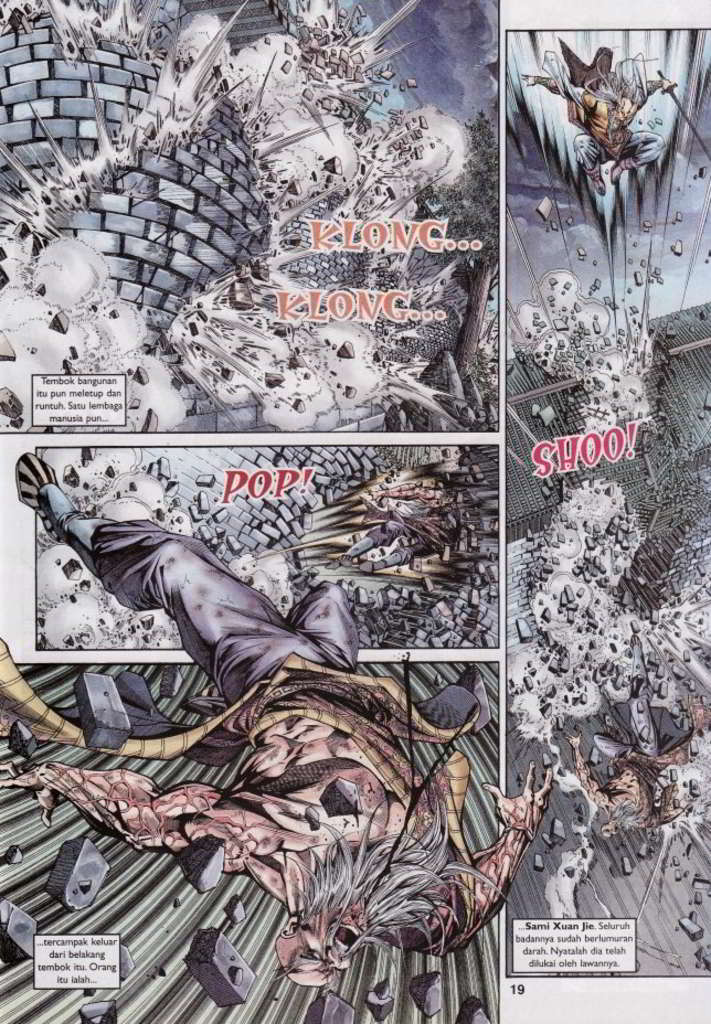 KLONG...
KLONG...
Tembok bangunan
itu pun meletup dan
runtuh. Satu lembaga
manusia pun...
POP!
...tercampak keluar
dari belakang
tembok itu. Orang
itu ialah...
SHOO!
...Sami Xuan Jie. Seluruh
badannya sudah berlumuran
darah. Nyatalah dia telah
dilukai oleh lawannya.
19